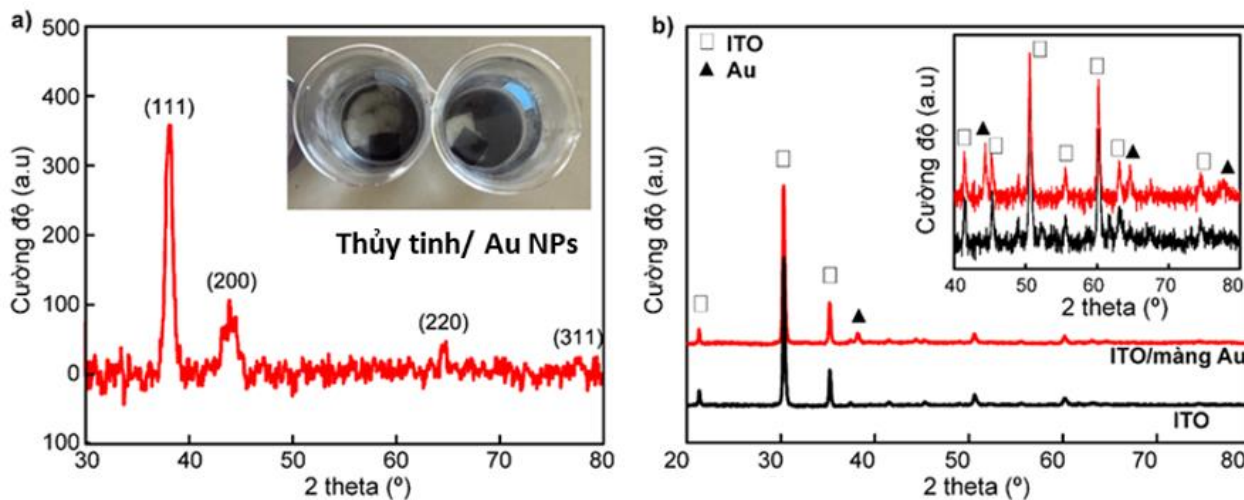 a)
500
400
300
200
100
0
100
Cường độ (a.u)
(111)
(200)
(220)
(311)
Thủy tinh/ Au NPs
30 40 50 60 70 80
2 theta (º)
b)
□ ITO
▲ Au
Cường độ (a.u)
ITO/màng Au
ITO
20 30 40 50 60 70 80
2 theta (º)
Cường độ (a.u)
40 50 60 70 80
2 theta (º)